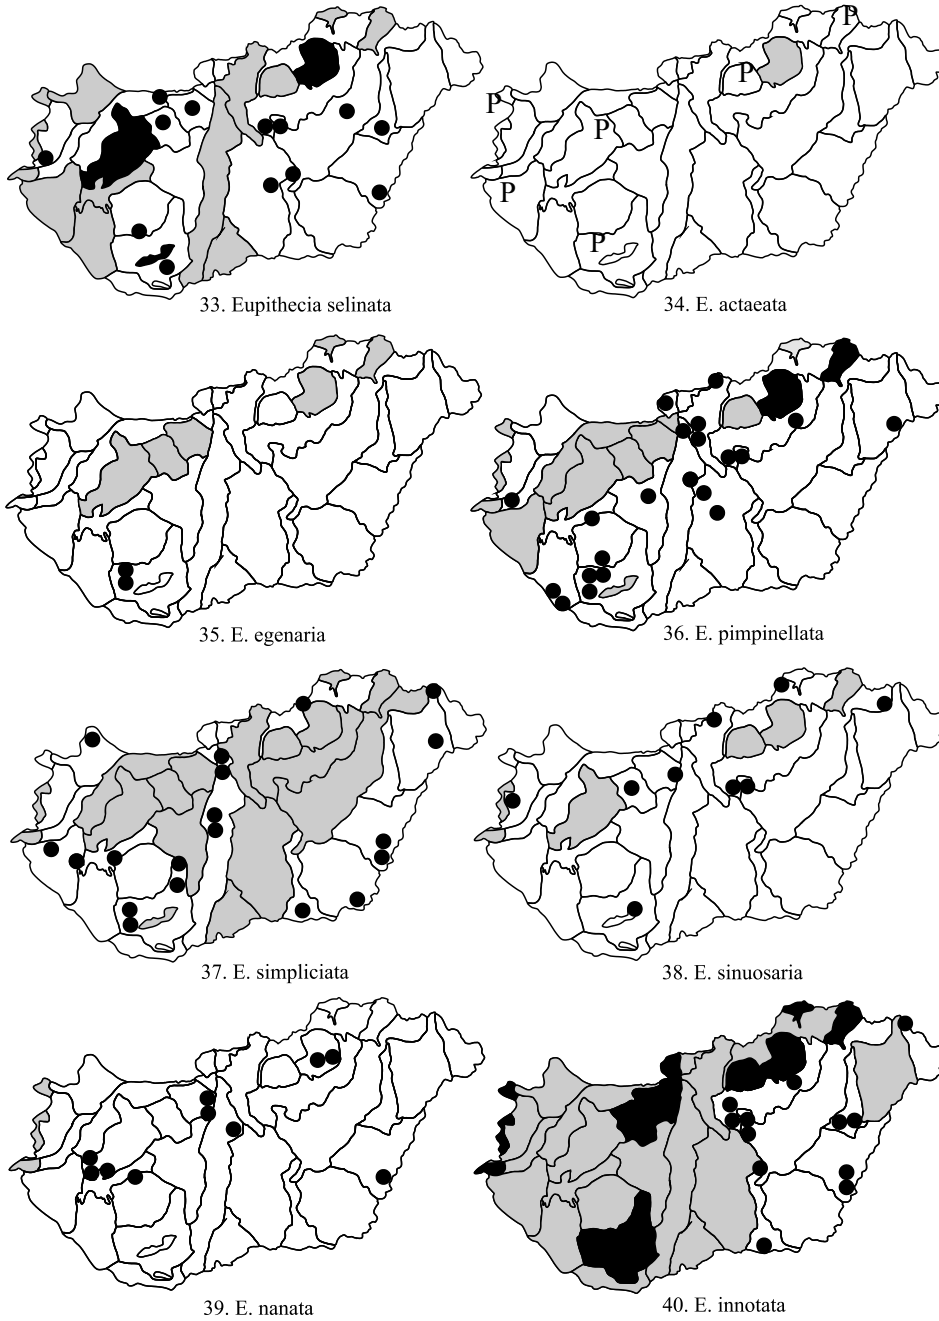 P
P
P
P
P
P
33. Eupithecia selinata
34. E. actaeata
35. E. egenaria
36. E. pimpinellata
37. E. simpliciata
38. E. sinuosaria
39. E. nanata
40. E. innotata